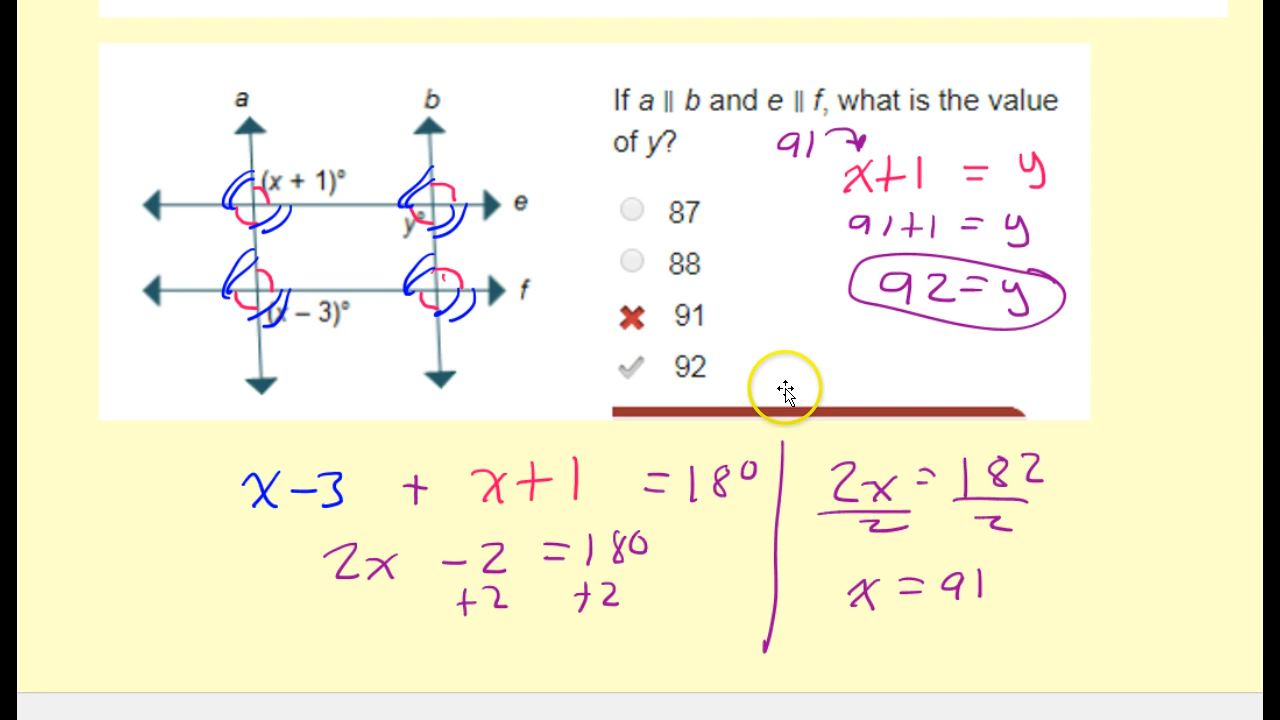 a
b
(x + 1)°
e
y°
f
(x – 3)°
If a ∥ b and e ∥ f, what is the value
of y?
87
88
91
92
91
x+1 = y
91+1 = y
92=y
x-3 + x+1 =180
2x -2 =180
+2 +2
2x = 182
2 2
x = 91